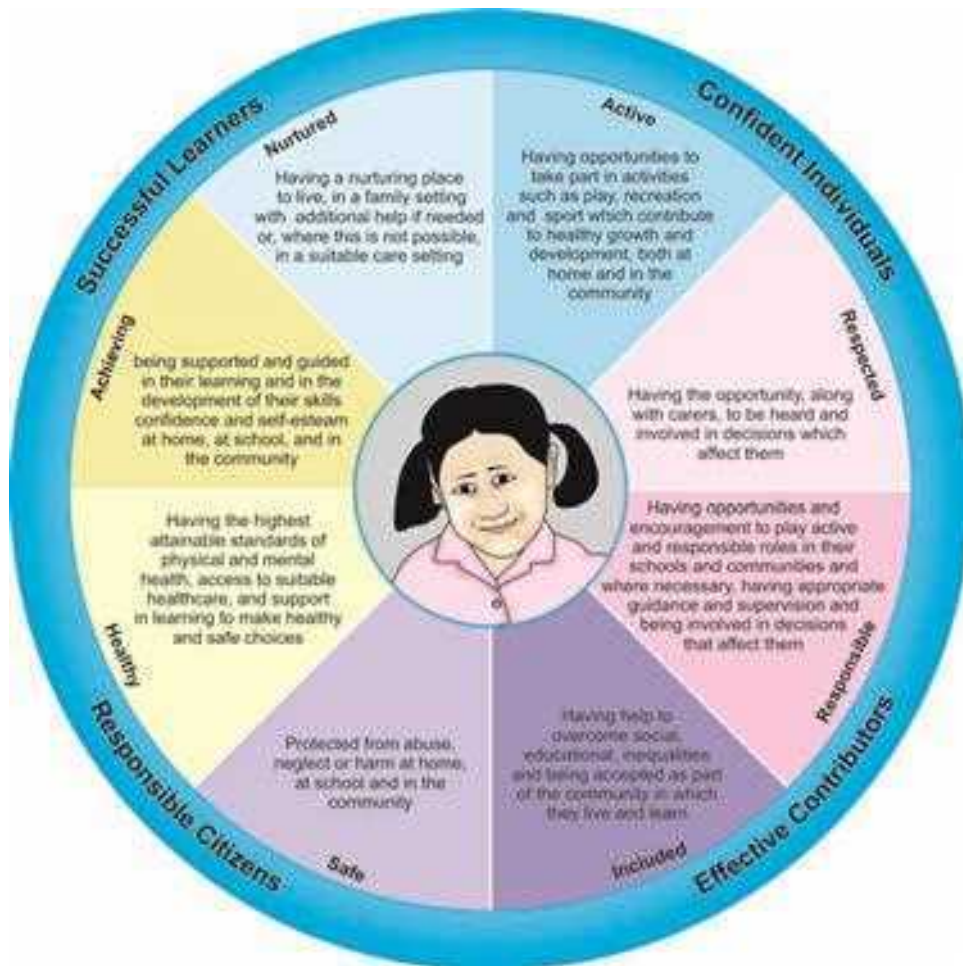 Successful Learners
Confident Individuals
Nurtured
Having a nurturing place
to live, in a family setting
with additional help if needed
or, where this is not possible,
in a suitable care setting
Active
Having opportunities to
take part in activities
such as play, recreation
and sport which contribute
to healthy growth and
development, both at
home and in the
community
Respected
Having the opportunity, along
with carers, to be heard and
involved in decisions which
affect them
Responsible
Having opportunities and
encouragement to play active
and responsible roles in their
schools and communities and
where necessary, having appropriate
guidance and supervision and
being involved in decisions
that affect them
Included
Having help to
overcome social,
educational, inequalities
and being accepted as part
of the community in which
they live and learn
Safe
Protected from abuse,
neglect or harm at home,
at school and in the
community
Healthy
Having the highest
attainable standards of
physical and mental
health, access to suitable
healthcare, and support
in learning to make healthy
and safe choices
Achieving
being supported and guided
in their learning and in the
development of their skills
confidence and self-esteam
at home, at school, and in
the community
Responsible Citizens
Effective Contributors